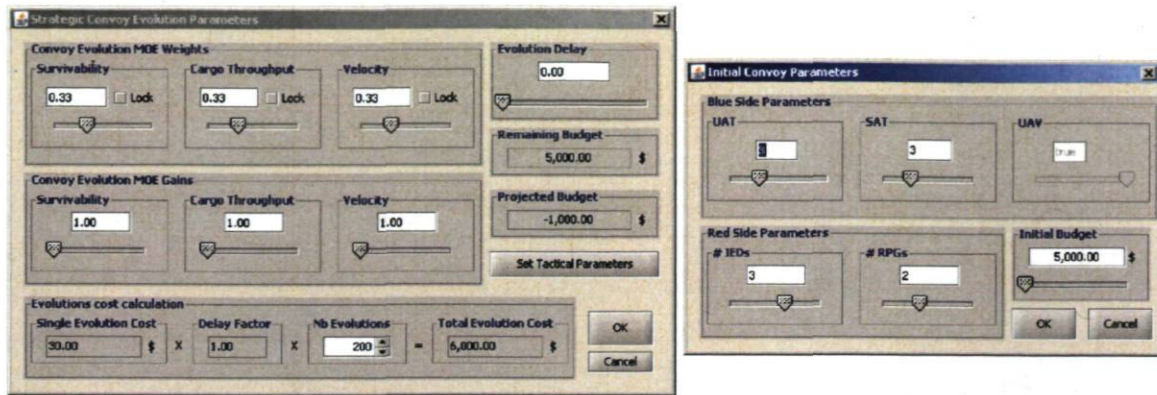 Strategic Convoy Evolution Parameters
Convoy Evolution MOE Weights
Survivability
Cargo Throughput
Velocity
0.33
Lock
0.33
Lock
0.33
Lock
Evolution Delay
0.00
Remaining Budget
5,000.00 $
Convoy Evolution MOE Gains
Survivability
Cargo Throughput
Velocity
1.00
1.00
1.00
Projected Budget
-1,000.00 $
Set Tactical Parameters
Evolutions cost calculation
Single Evolution Cost
Delay Factor
Nb Evolutions
Total Evolution Cost
30.00 $ X 1.00 X 200 = 6,000.00 $
OK
Cancel
Initial Convoy Parameters
Blue Side Parameters
UAT
SAT
UAV
3
true
Red Side Parameters
# IEDs
# RPGs
3
2
Initial Budget
5,000.00 $
OK
Cancel